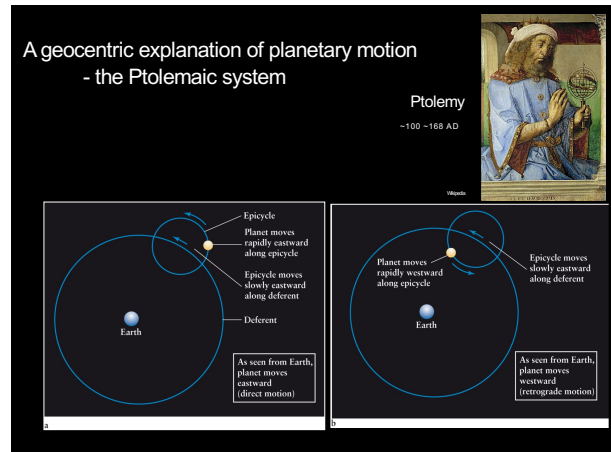 A geocentric explanation of planetary motion
- the Ptolemaic system
Ptolemy
~100 ~168 AD
Wikipedia
Epicycle
Planet moves
rapidly eastward
along epicycle
Epicycle moves
slowly eastward
along deferent
Deferent
Earth
As seen from Earth,
planet moves
eastward
(direct motion)
a
Planet moves
rapidly westward
along epicycle
Epicycle moves
slowly eastward
along deferent
Earth
As seen from Earth,
planet moves
westward
(retrograde motion)
b